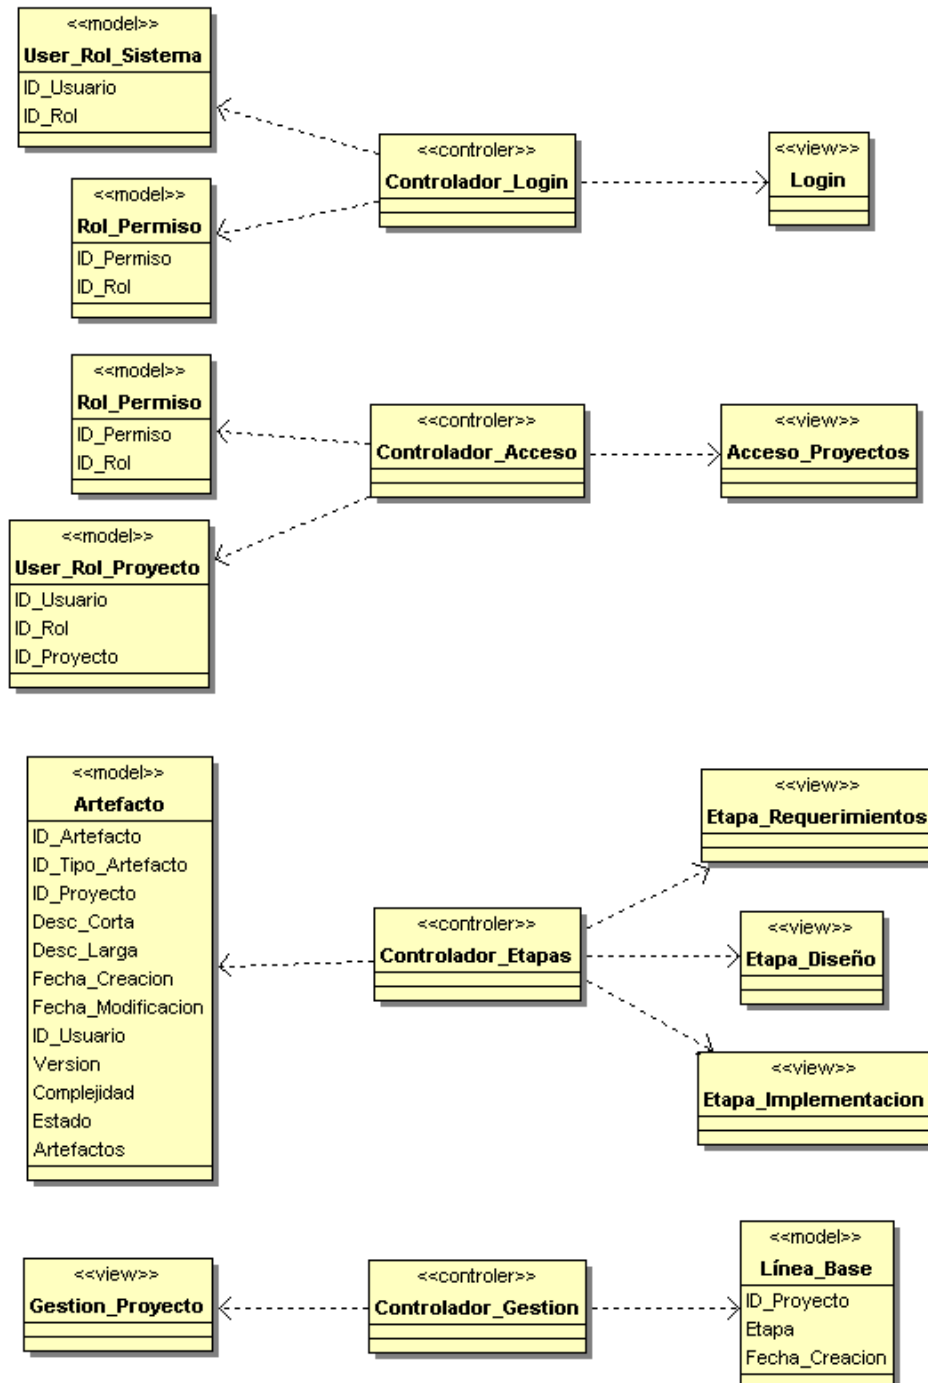 <<model>>
User_Rol_Sistema
ID_Usuario
ID_Rol
<<controler>>
Controlador_Login
<<view>>
Login
<<model>>
Rol_Permiso
ID_Permiso
ID_Rol
<<model>>
Rol_Permiso
ID_Permiso
ID_Rol
<<controler>>
Controlador_Acceso
<<view>>
Acceso_Proyectos
<<model>>
User_Rol_Proyecto
ID_Usuario
ID_Rol
ID_Proyecto
<<model>>
Artefacto
ID_Artefacto
ID_Tipo_Artefacto
ID_Proyecto
Desc_Corta
Desc_Larga
Fecha_Creacion
Fecha_Modificacion
ID_Usuario
Version
Complejidad
Estado
Artefactos
<<controler>>
Controlador_Etapas
<<view>>
Etapa_Requerimientos
<<view>>
Etapa_Diseño
<<view>>
Etapa_Implementacion
<<view>>
Gestion_Proyecto
<<controler>>
Controlador_Gestion
<<model>>
Línea_Base
ID_Proyecto
Etapa
Fecha_Creacion